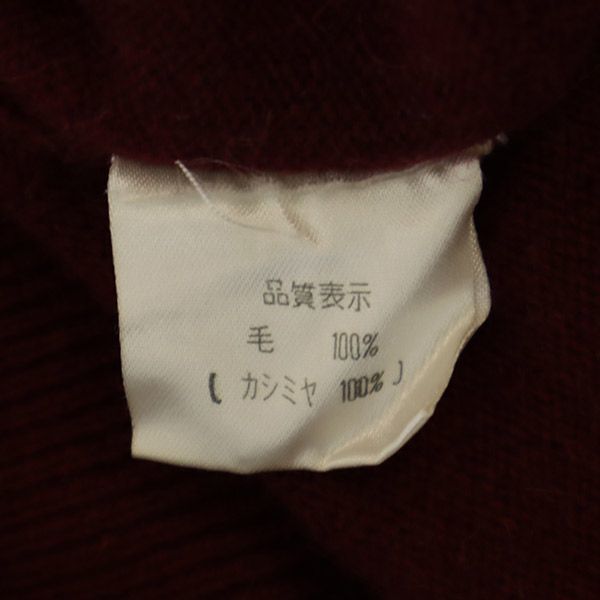 品質表示
毛 100%
〔 カシミヤ 100% 〕